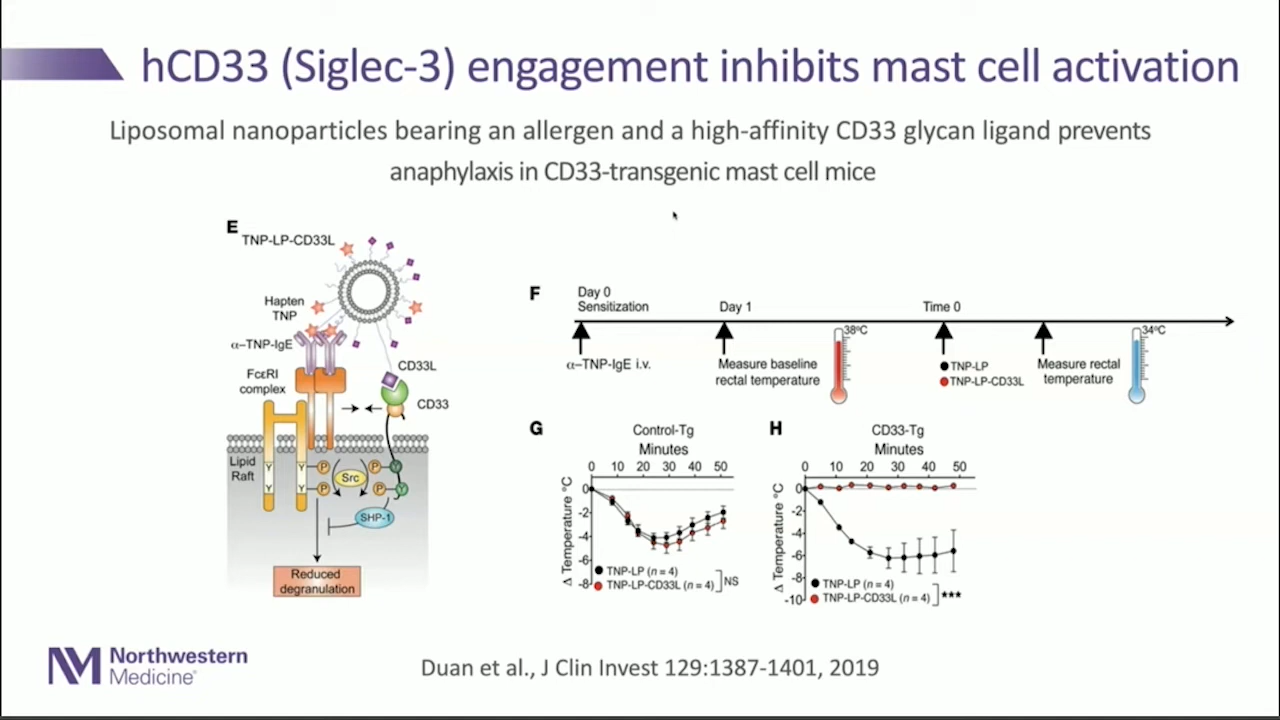 hCD33 (Siglec-3) engagement inhibits mast cell activation
Liposomal nanoparticles bearing an allergen and a high-affinity CD33 glycan ligand prevents
anaphylaxis in CD33-transgenic mast cell mice
E
TNP-LP-CD33L
Hapten
TNP
α-TNP-IgE
FcεRI
complex
CD33L
CD33
Lipid
Raft
Y
Y
Y
Y
P
P
Src
P
P
Y
Y
SHP-1
Reduced
degranulation
F
Day 0
Sensitization
Day 1
Time 0
α–TNP-IgE i.v.
Measure baseline
rectal temperature
38ºC
TNP-LP
TNP-LP-CD33L
Measure rectal
temperature
34ºC
G
Control-Tg
Minutes
0 10 20 30 40 50
Δ Temperature °C
0
-2
-4
-6
-8
TNP-LP (n = 4)
TNP-LP-CD33L (n = 4)
NS
H
CD33-Tg
Minutes
0 10 20 30 40 50
Δ Temperature °C
0
-2
-4
-6
-8
-10
TNP-LP (n = 4)
TNP-LP-CD33L (n = 4)
***
NM
Northwestern
Medicine®
Duan et al., J Clin Invest 129:1387-1401, 2019